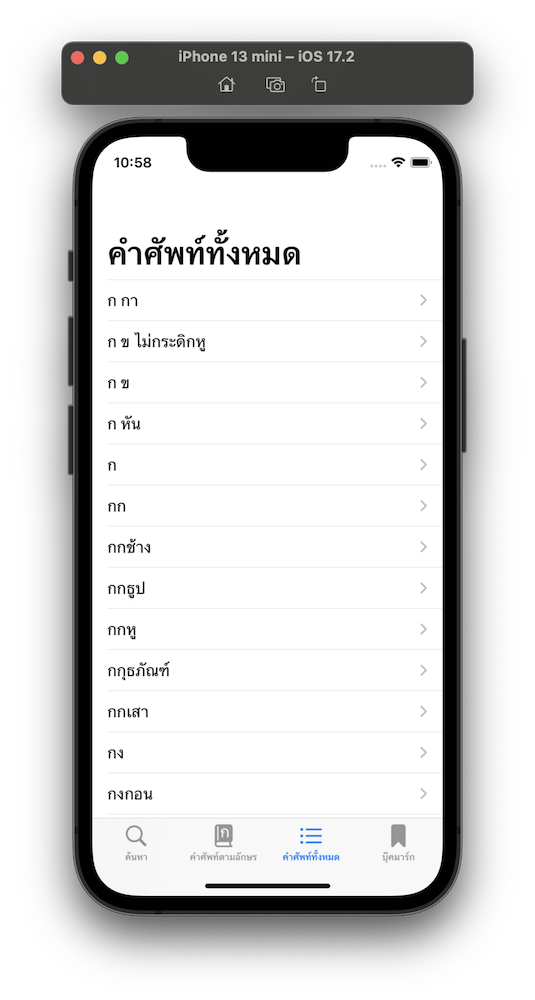 iPhone 13 mini – iOS 17.2
10:58
คำศัพท์ทั้งหมด
ก กา
ก ข ไม่กระดิกหู
ก ข
ก หัน
ก
กก
กกช้าง
กกธูป
กกหู
กกุธภัณฑ์
กกเสา
กง
กงกอน
ก
ค้นหา
คำศัพท์ตามอักษร
คำศัพท์ทั้งหมด
บุ๊คมาร์ก